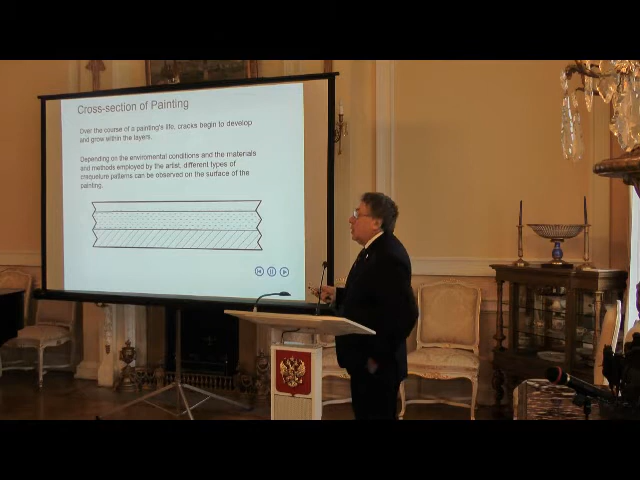 Cross-section of Painting
Over the course of a painting's life, cracks begin to develop
and grow within the layers.
Depending on the enviromental conditions and the materials
and methods employed by the artist, different types of
craquelure patterns can be observed on the surface of the
painting.